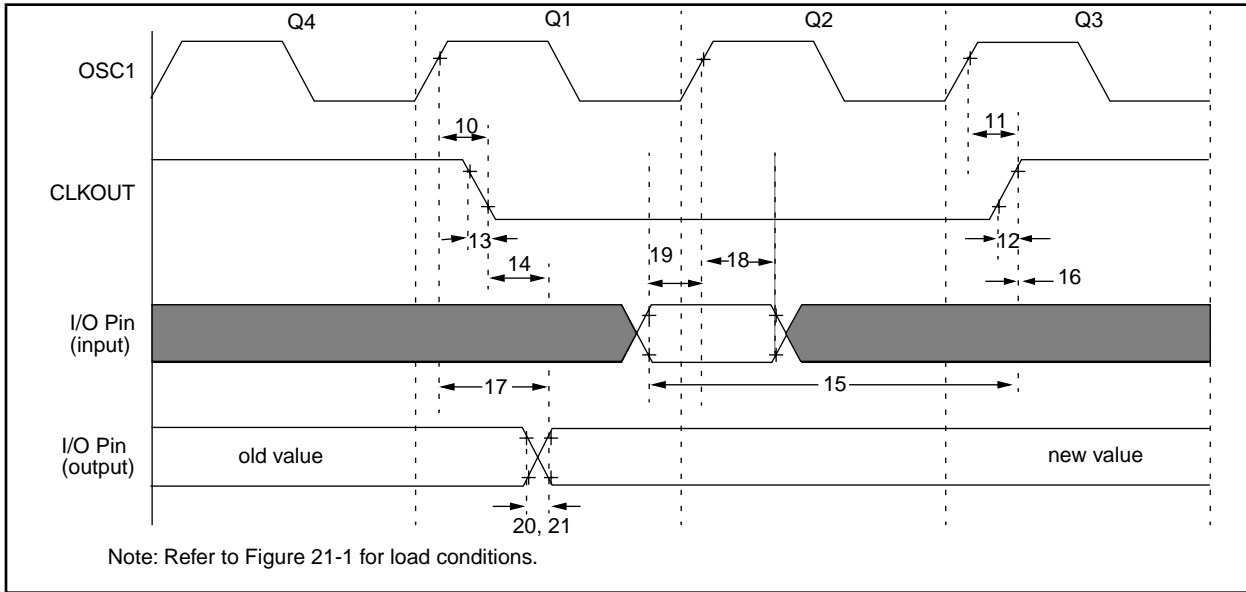 Q4
Q1
Q2
Q3
OSC1
10
11
CLKOUT
13
12
14
19
18
16
I/O Pin
(input)
17
15
I/O Pin
(output)
old value
new value
20, 21
Note: Refer to Figure 21-1 for load conditions.